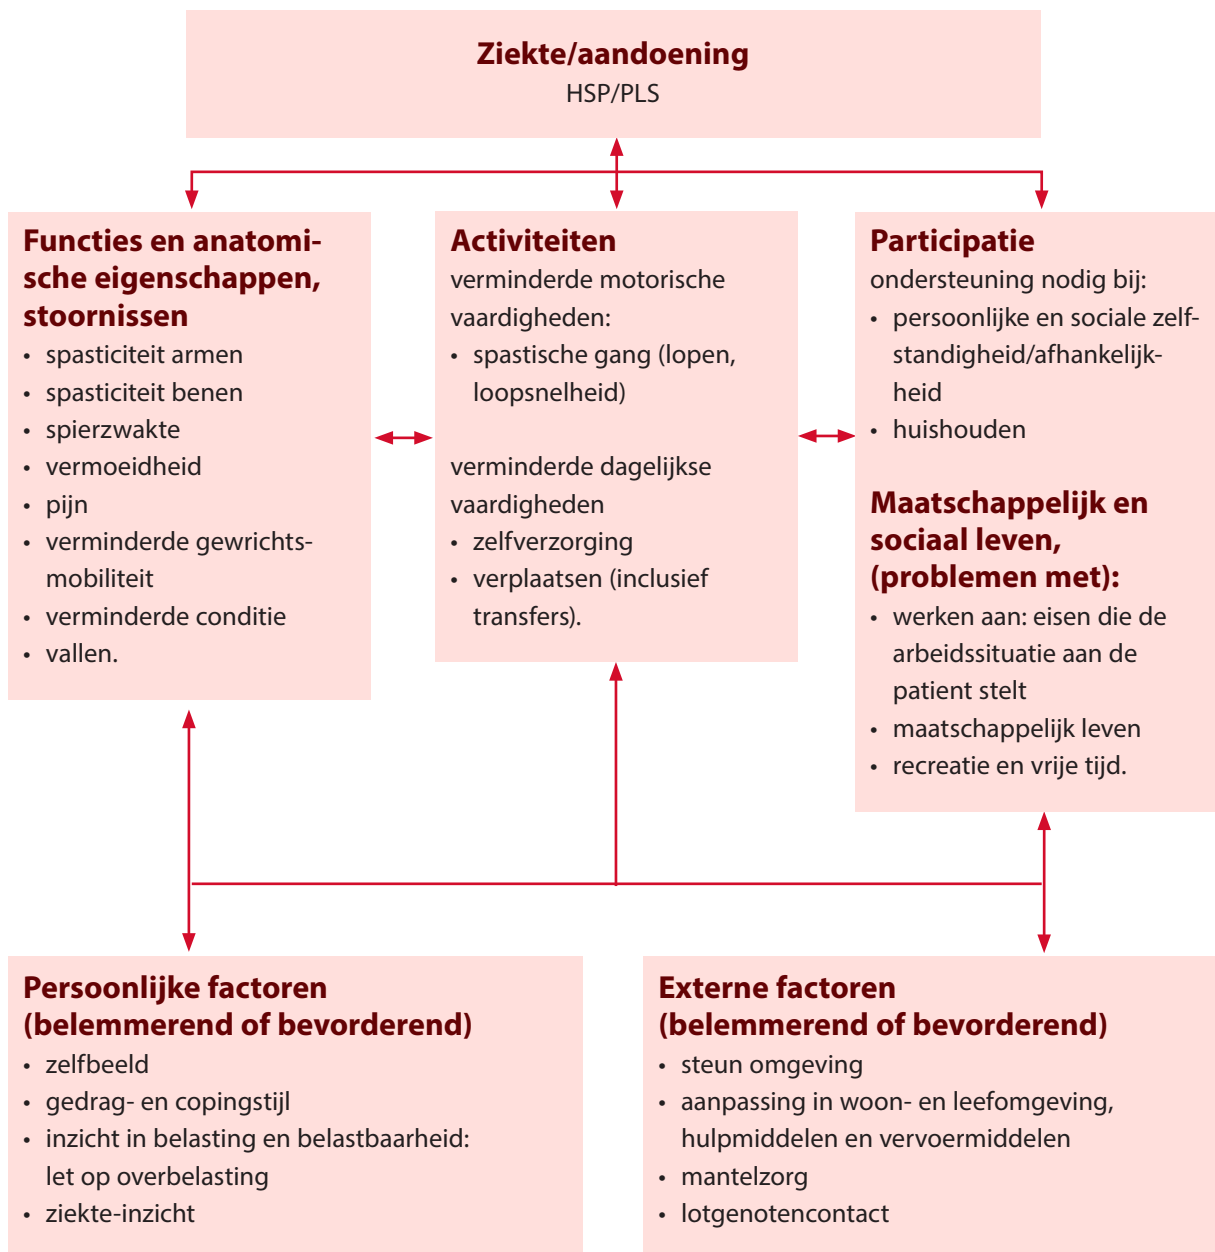 Ziekte/aandoening
HSP/PLS
Functies en anatomi-
sche eigenschappen,
stoornissen
• spasticiteit armen
• spasticiteit benen
• spierzwakte
• vermoeidheid
• pijn
• verminderde gewrichts-
mobiliteit
• verminderde conditie
• vallen.
Activiteiten
verminderde motorische
vaardigheden:
• spastische gang (lopen,
loopsnelheid)
verminderde dagelijkse
vaardigheden
• zelfverzorging
• verplaatsen (inclusief
transfers).
Participatie
ondersteuning nodig bij:
• persoonlijke en sociale zelf-
standigheid/afhankelijk-
heid
• huishouden
Maatschappelijk en
sociaal leven,
(problemen met):
• werken aan: eisen die de
arbeidssituatie aan de
patient stelt
• maatschappelijk leven
• recreatie en vrije tijd.
Persoonlijke factoren
(belemmerend of bevorderend)
• zelfbeeld
• gedrag- en copingstijl
• inzicht in belasting en belastbaarheid:
let op overbelasting
• ziekte-inzicht
Externe factoren
(belemmerend of bevorderend)
• steun omgeving
• aanpassing in woon- en leefomgeving,
hulpmiddelen en vervoermiddelen
• mantelzorg
• lotgenotencontact